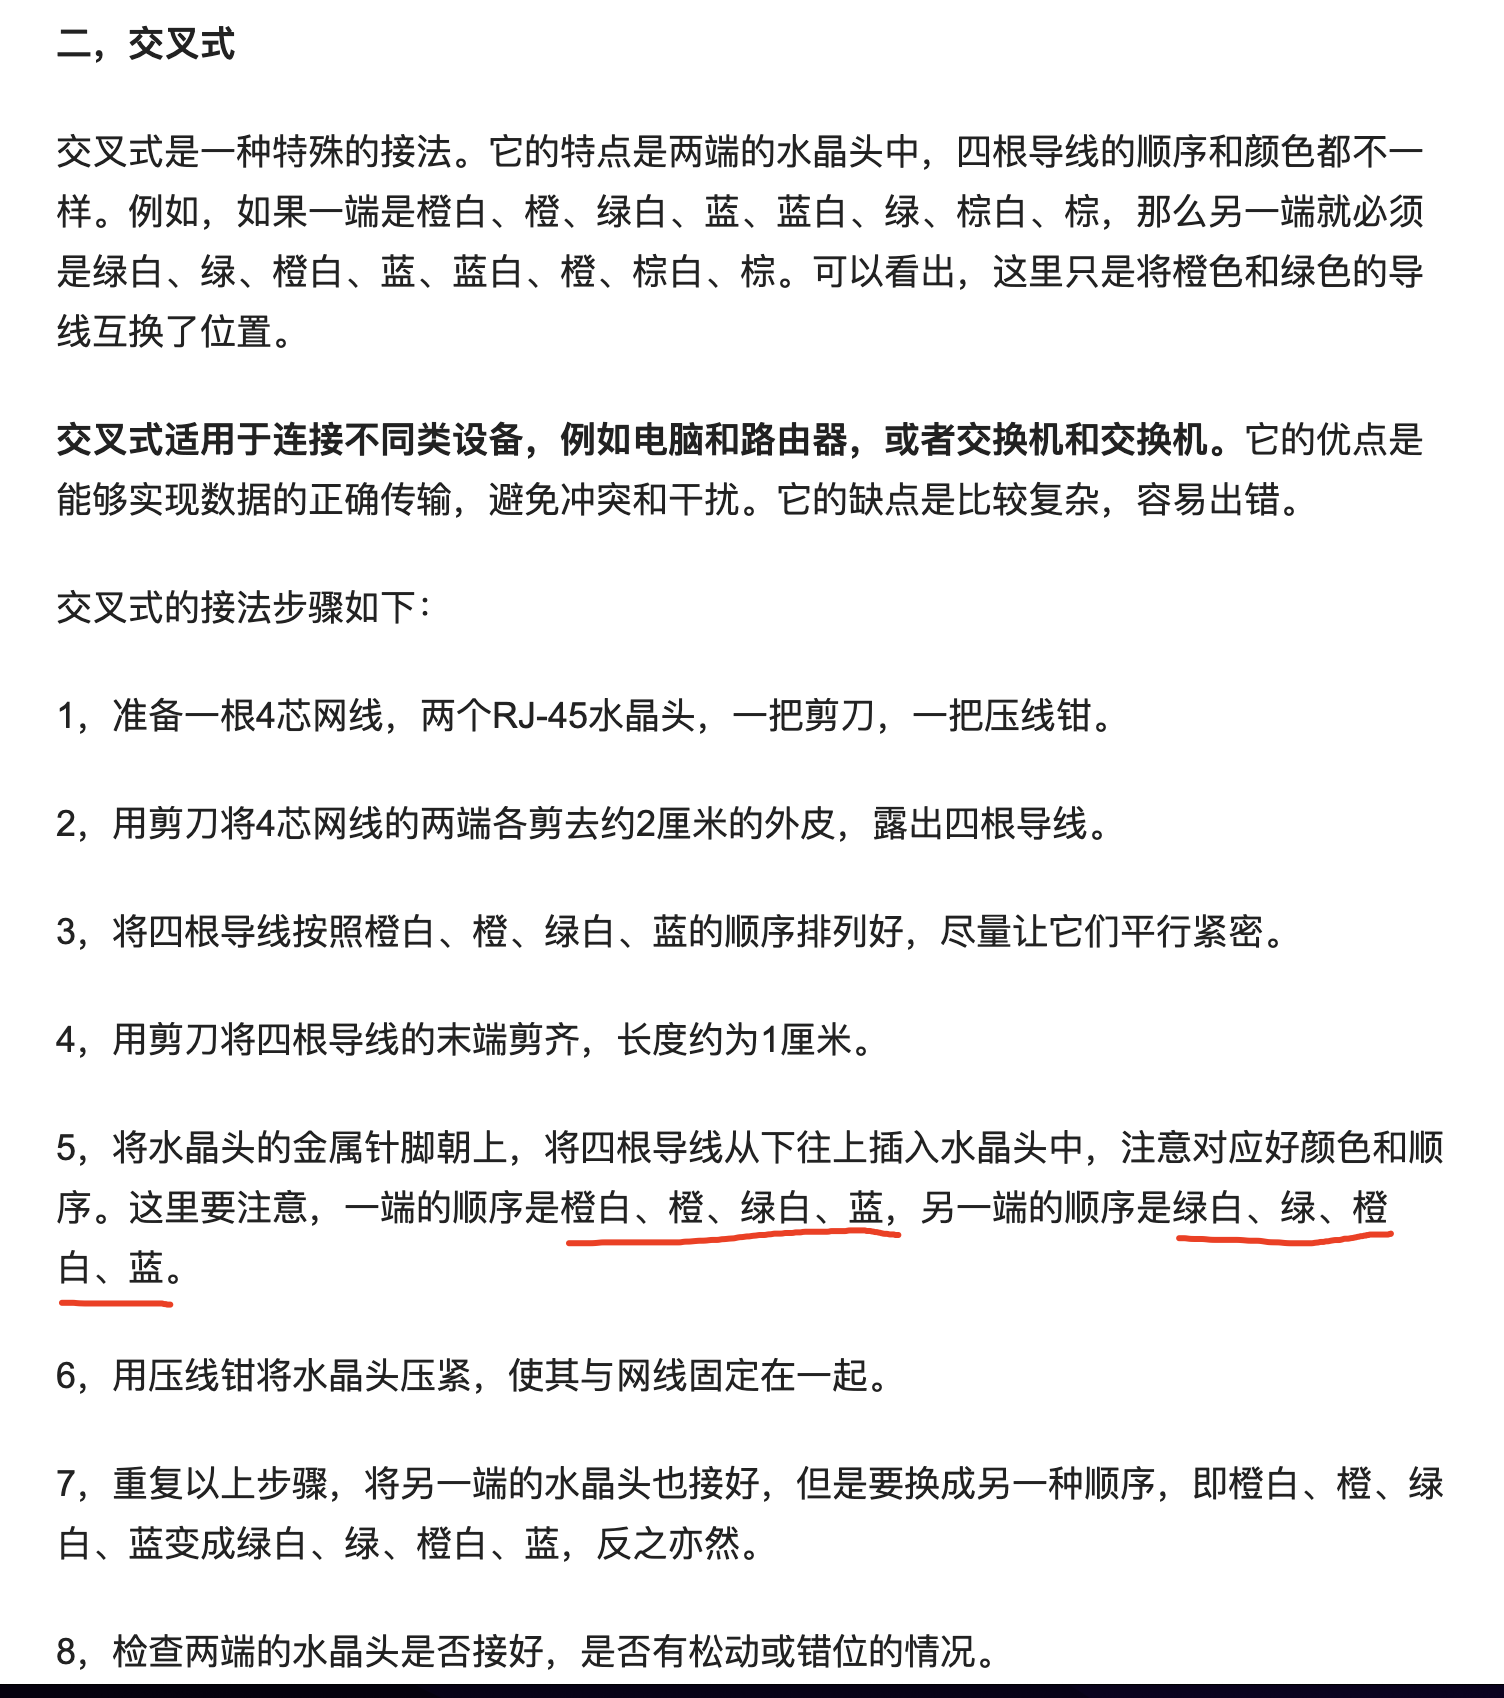 二，交叉式
交叉式是一种特殊的接法。它的特点是两端的水晶头中，四根导线的顺序和颜色都不一
样。例如，如果一端是橙白、橙、绿白、蓝、蓝白、绿、棕白、棕，那么另一端就必须
是绿白、绿、橙白、蓝、蓝白、橙、棕白、棕。可以看出，这里只是将橙色和绿色的导
线互换了位置。
交叉式适用于连接不同类设备，例如电脑和路由器，或者交换机和交换机。它的优点是
能够实现数据的正确传输，避免冲突和干扰。它的缺点是比较复杂，容易出错。
交叉式的接法步骤如下：
1，准备一根4芯网线，两个RJ-45水晶头，一把剪刀，一把压线钳。
2，用剪刀将4芯网线的两端各剪去约2厘米的外皮，露出四根导线。
3，将四根导线按照橙白、橙、绿白、蓝的顺序排列好，尽量让它们平行紧密。
4，用剪刀将四根导线的末端剪齐，长度约为1厘米。
5，将水晶头的金属针脚朝上，将四根导线从下往上插入水晶头中，注意对应好颜色和顺
序。这里要注意，一端的顺序是橙白、橙、绿白、蓝，另一端的顺序是绿白、绿、橙
白、蓝。
6，用压线钳将水晶头压紧，使其与网线固定在一起。
7，重复以上步骤，将另一端的水晶头也接好，但是要换成另一种顺序，即橙白、橙、绿
白、蓝变成绿白、绿、橙白、蓝，反之亦然。
8，检查两端的水晶头是否接好，是否有松动或错位的情况。